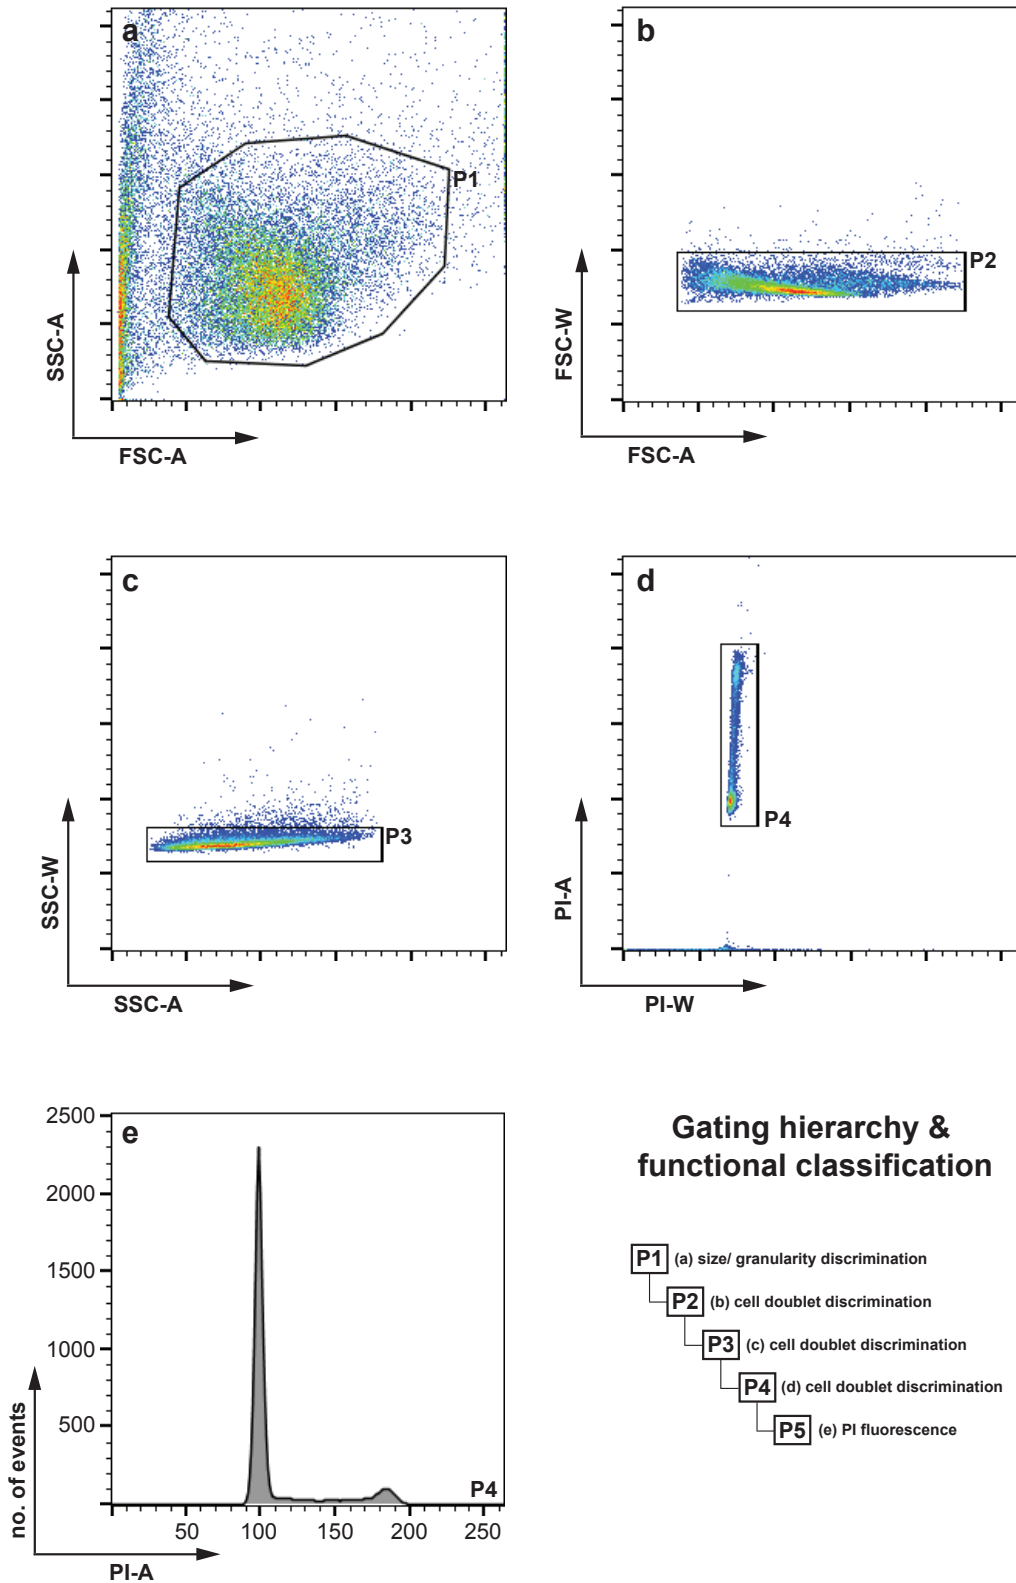 a
P1
SSC-A
FSC-A
b
P2
FSC-W
FSC-A
c
P3
SSC-W
SSC-A
d
P4
PI-A
PI-W
e
2500
2000
1500
1000
500
no. of events
P4
50 100 150 200 250
PI-A
Gating hierarchy &
functional classification
P1 (a) size/ granularity discrimination
P2 (b) cell doublet discrimination
P3 (c) cell doublet discrimination
P4 (d) cell doublet discrimination
P5 (e) PI fluorescence